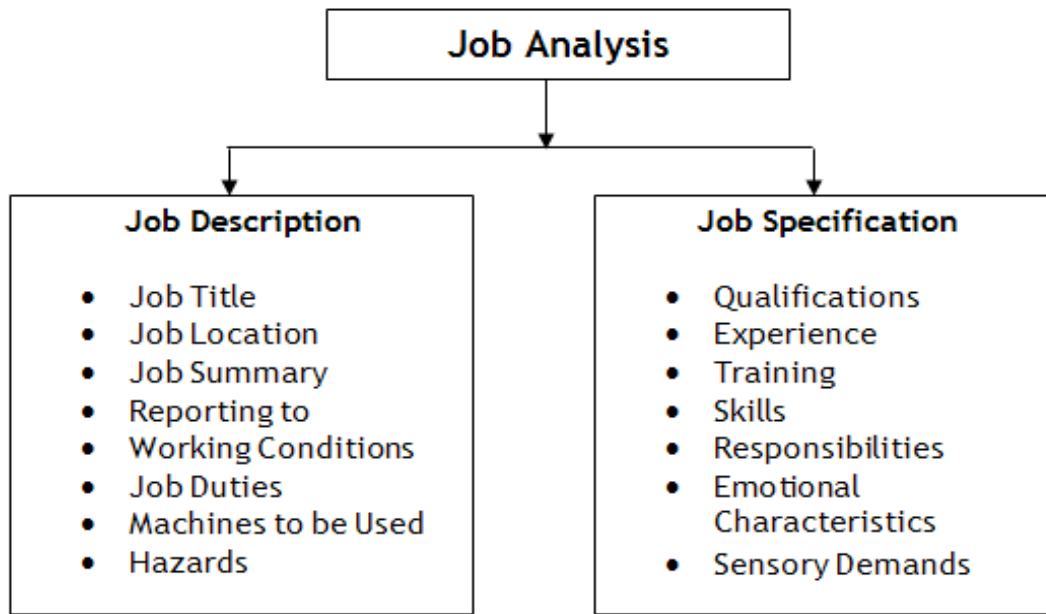 Job Analysis
Job Description
• Job Title
• Job Location
• Job Summary
• Reporting to
• Working Conditions
• Job Duties
• Machines to be Used
• Hazards
Job Specification
• Qualifications
• Experience
• Training
• Skills
• Responsibilities
• Emotional
Characteristics
• Sensory Demands